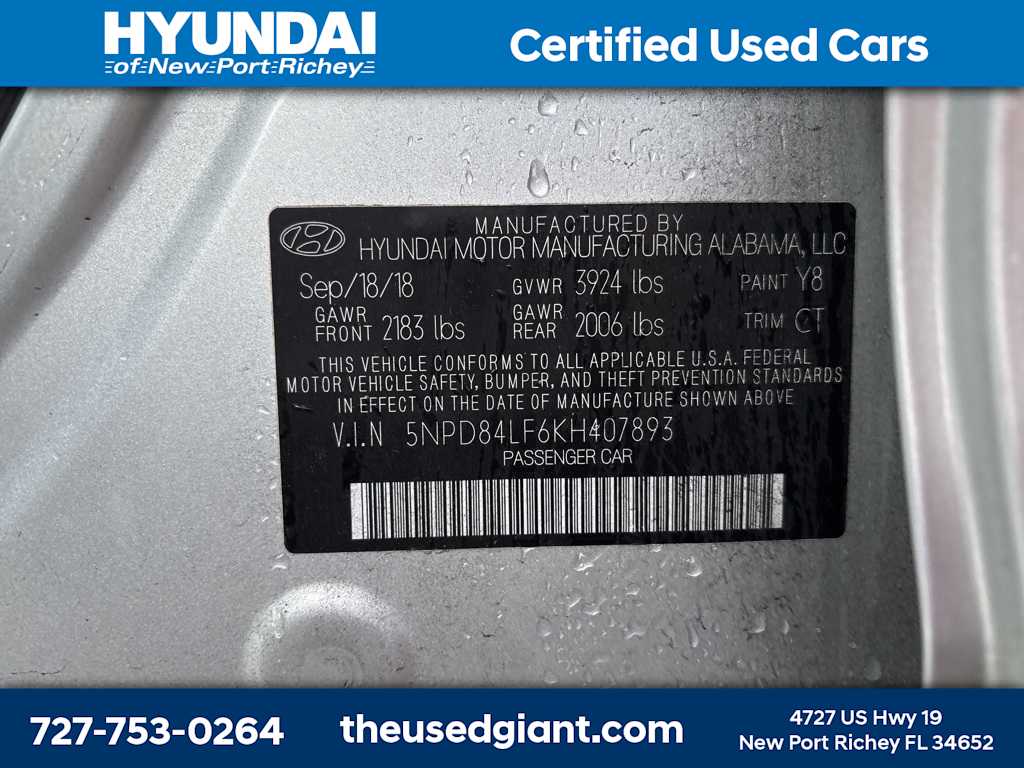 HYUNDAI
of New Port Richey
Certified Used Cars
MANUFACTURED BY
HYUNDAI MOTOR MANUFACTURING ALABAMA, LLC
Sep/18/18 GVWR 3924 lbs PAINT Y8
GAWR FRONT 2183 lbs GAWR REAR 2006 lbs TRIM CT
THIS VEHICLE CONFORMS TO ALL APPLICABLE U.S.A. FEDERAL
MOTOR VEHICLE SAFETY, BUMPER, AND THEFT PREVENTION STANDARDS
IN EFFECT ON THE DATE OF MANUFACTURE SHOWN ABOVE
V.I.N 5NPD84LF6KH407893
PASSENGER CAR
727-753-0264
theusedgiant.com
4727 US Hwy 19
New Port Richey FL 34652